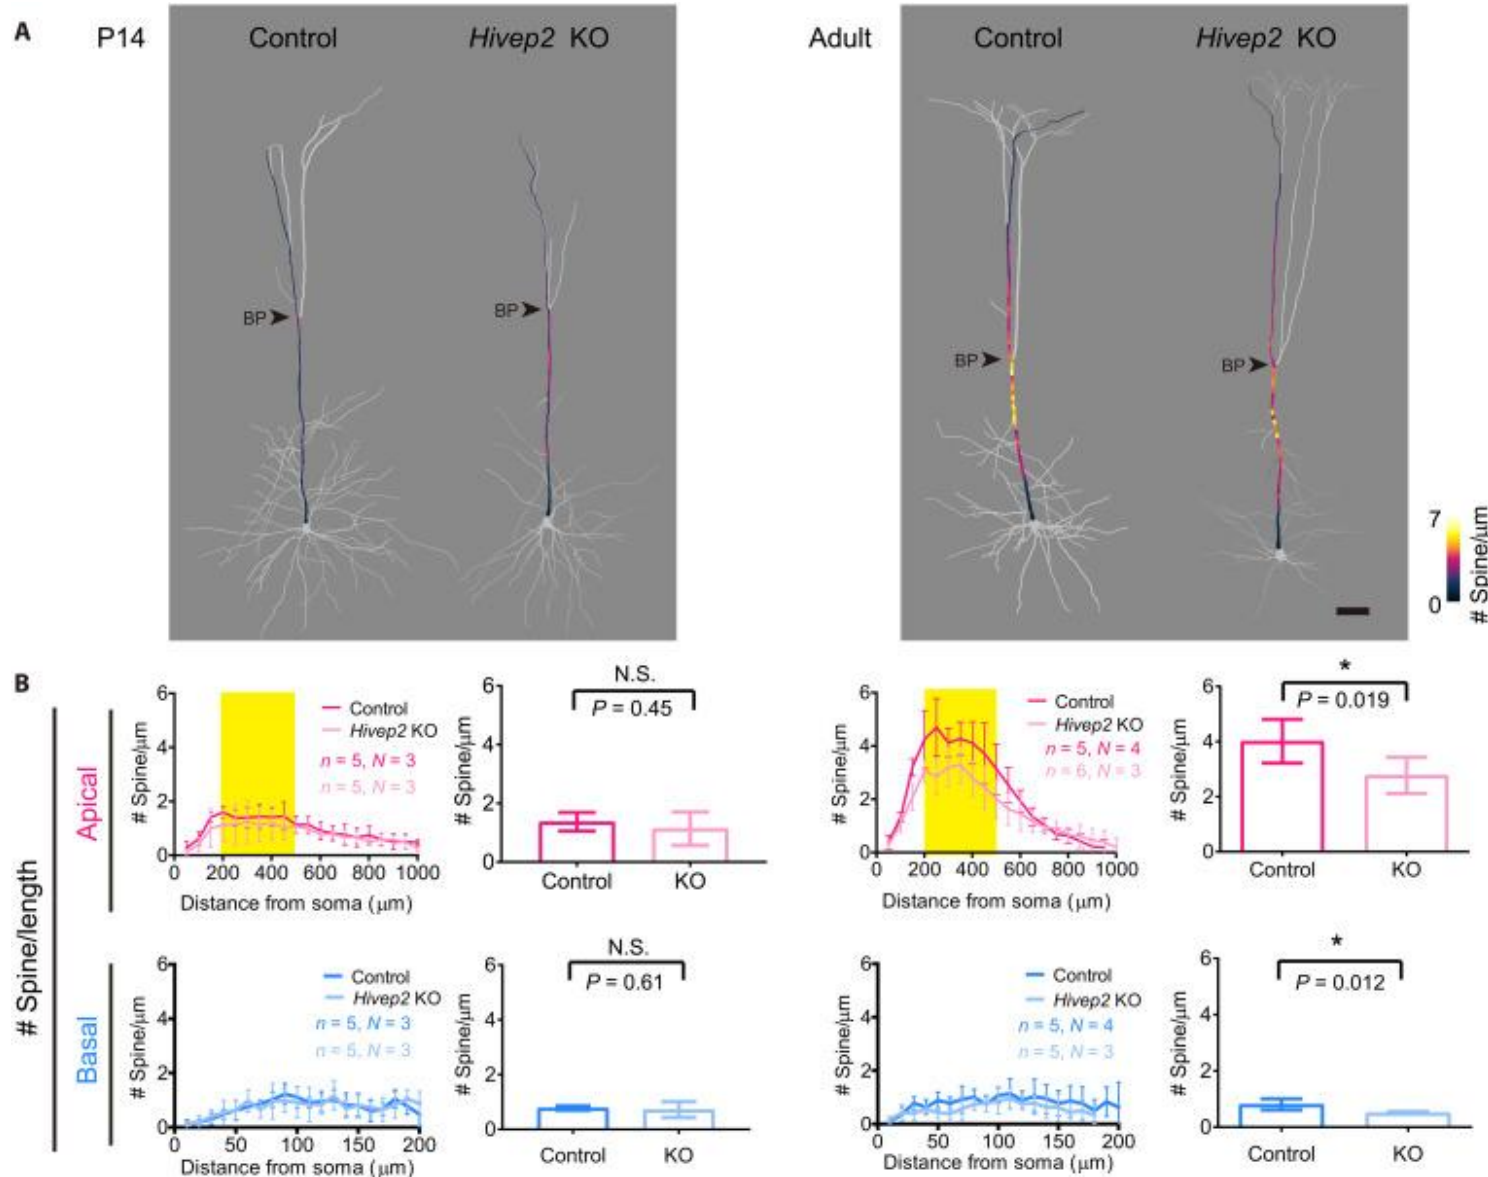 A
P14
Control
Hivep2 KO
BP
BP
Adult
Control
Hivep2 KO
BP
BP
7
0
# Spine/μm
B
# Spine/length
Apical
6
4
2
0
# Spine/μm
0
200
400
600
800
1000
Distance from soma (μm)
Control
Hivep2 KO
n = 5, N = 3
n = 5, N = 3
6
4
2
0
# Spine/μm
N.S.
P = 0.45
Control
KO
6
4
2
0
# Spine/μm
0
200
400
600
800
1000
Distance from soma (μm)
Control
Hivep2 KO
n = 5, N = 4
n = 6, N = 3
6
4
2
0
# Spine/μm
*
P = 0.019
Control
KO
Basal
6
4
2
0
# Spine/μm
0
50
100
150
200
Distance from soma (μm)
Control
Hivep2 KO
n = 5, N = 3
n = 5, N = 3
6
4
2
0
# Spine/μm
N.S.
P = 0.61
Control
KO
6
4
2
0
# Spine/μm
0
50
100
150
200
Distance from soma (μm)
Control
Hivep2 KO
n = 5, N = 4
n = 5, N = 3
6
4
2
0
# Spine/μm
*
P = 0.012
Control
KO